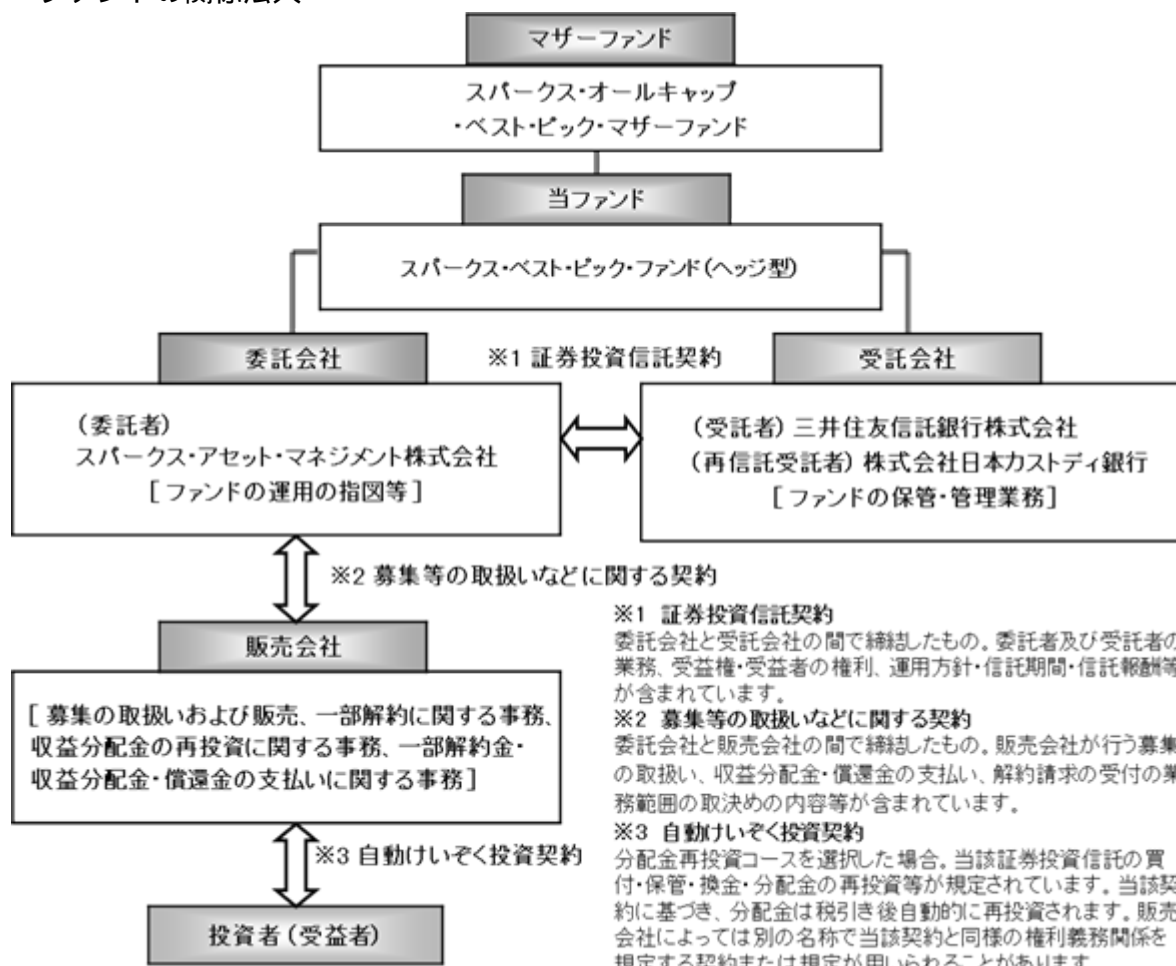 マザーファンド
スパークス・オールキャップ
・ベスト・ピック・マザーファンド
当ファンド
スパークス・ベスト・ピック・ファンド(ヘッジ型)
委託会社
※1 証券投資信託契約
受託会社
(委託者)
スパークス・アセット・マネジメント株式会社
[ファンドの運用の指図等]
(受託者) 三井住友信託銀行株式会社
(再信託受託者) 株式会社日本カストディ銀行
[ファンドの保管・管理業務]
※2 募集等の取扱いなどに関する契約
販売会社
[ 募集の取扱いおよび販売、一部解約に関する事務、
収益分配金の再投資に関する事務、一部解約金・
収益分配金・償還金の支払いに関する事務]
※3 自動けいぞく投資契約
投資者(受益者)
※1 証券投資信託契約
委託会社と受託会社の間で締結したもの。委託者及び受託者の
業務、受益権・受益者の権利、運用方針・信託期間・信託報酬等
が含まれています。
※2 募集等の取扱いなどに関する契約
委託会社と販売会社の間で締結したもの。販売会社が行う募集
の取扱い、収益分配金・償還金の支払い、解約請求の受付の業
務範囲の取決めの内容等が含まれています。
※3 自動けいぞく投資契約
分配金再投資コースを選択した場合。当該証券投資信託の買
付・保管・換金・分配金の再投資等が規定されています。当該契
約に基づき、分配金は税引き後自動的に再投資されます。販売
会社によっては別の名称で当該契約と同様の権利義務関係を
規定する契約または規定が用いられることがあります